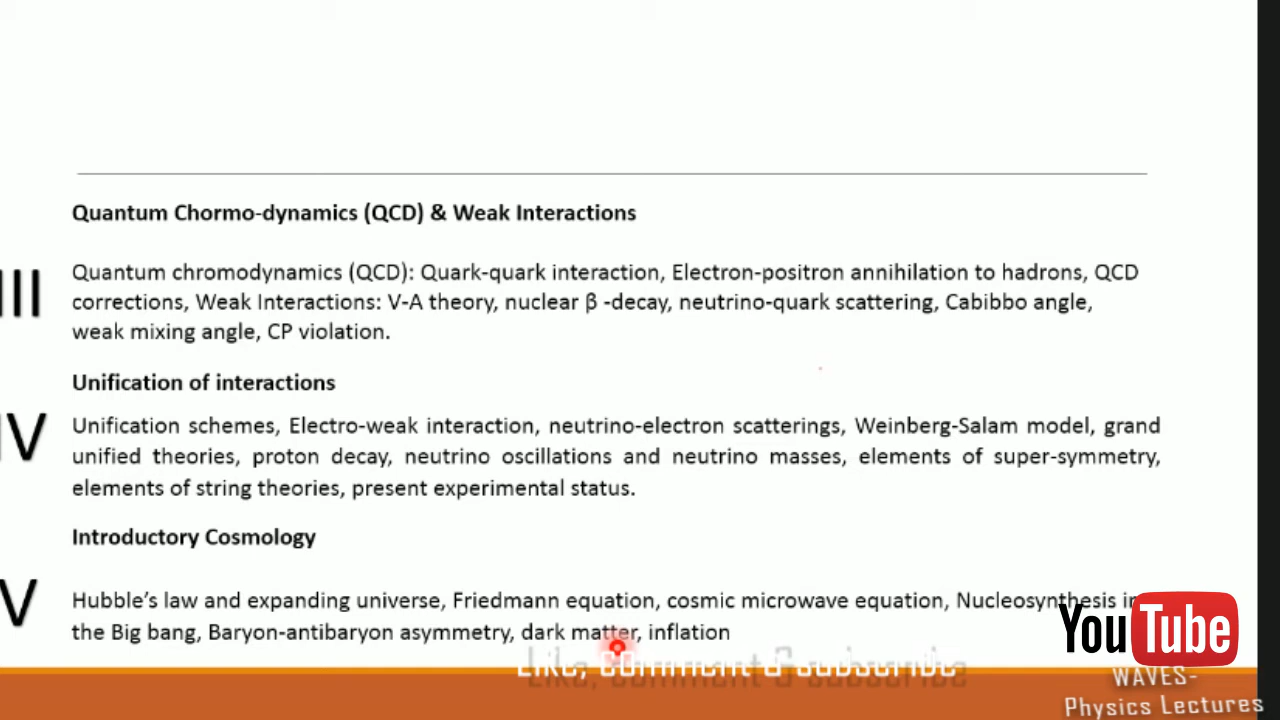 Quantum Chormo-dynamics (QCD) & Weak Interactions
III
Quantum chromodynamics (QCD): Quark-quark interaction, Electron-positron annihilation to hadrons, QCD
corrections, Weak Interactions: V-A theory, nuclear β -decay, neutrino-quark scattering, Cabibbo angle,
weak mixing angle, CP violation.
Unification of interactions
IV
Unification schemes, Electro-weak interaction, neutrino-electron scatterings, Weinberg-Salam model, grand
unified theories, proton decay, neutrino oscillations and neutrino masses, elements of super-symmetry,
elements of string theories, present experimental status.
Introductory Cosmology
V
Hubble's law and expanding universe, Friedmann equation, cosmic microwave equation, Nucleosynthesis in
the Big bang, Baryon-antibaryon asymmetry, dark matter, inflation
YouTube
Like, comment & subscribe
WAVES-
Physics Lectures